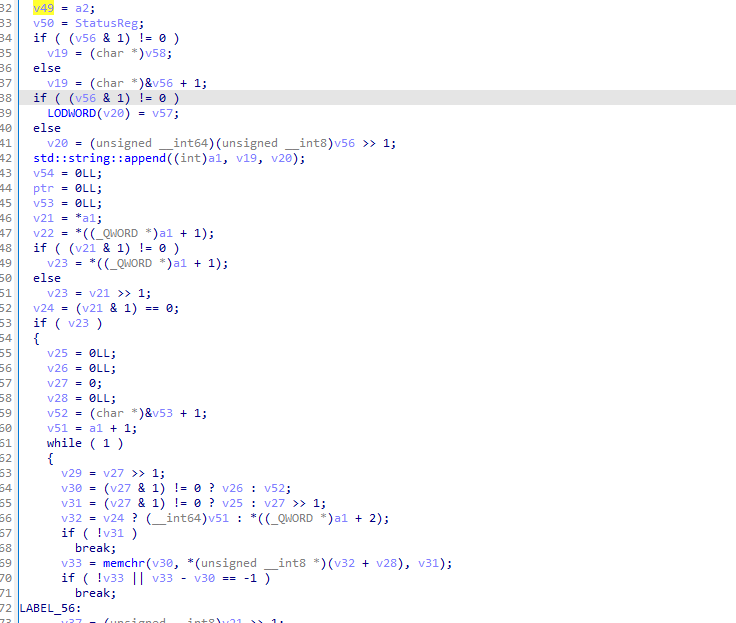 32 v49 = a2;
33 v50 = StatusReg;
34 if ( (v56 & 1) != 0 )
35 v19 = (char *)v58;
36 else
37 v19 = (char *)&v56 + 1;
38 if ( (v56 & 1) != 0 )
39 LODWORD(v20) = v57;
40 else
41 v20 = (unsigned __int64)(unsigned __int8)v56 >> 1;
42 std::string::append((int)a1, v19, v20);
43 v54 = 0LL;
44 ptr = 0LL;
45 v53 = 0LL;
46 v21 = *a1;
47 v22 = *((_QWORD *)a1 + 1);
48 if ( (v21 & 1) != 0 )
49 v23 = *((_QWORD *)a1 + 1);
50 else
51 v23 = v21 >> 1;
52 v24 = (v21 & 1) == 0;
53 if ( v23 )
54 {
55 v25 = 0LL;
56 v26 = 0LL;
57 v27 = 0;
58 v28 = 0LL;
59 v52 = (char *)&v53 + 1;
60 v51 = a1 + 1;
61 while ( 1 )
62 {
63 v29 = v27 >> 1;
64 v30 = (v27 & 1) != 0 ? v26 : v52;
65 v31 = (v27 & 1) != 0 ? v25 : v27 >> 1;
66 v32 = v24 ? (__int64)v51 : *((_QWORD *)a1 + 2);
67 if ( !v31 )
68 break;
69 v33 = memchr(v30, *(unsigned __int8 *)(v32 + v28), v31);
70 if ( !v33 || v33 - v30 == -1 )
71 break;
72 LABEL_56:
73 v37 = (unsigned __int8)v21 >> 1;